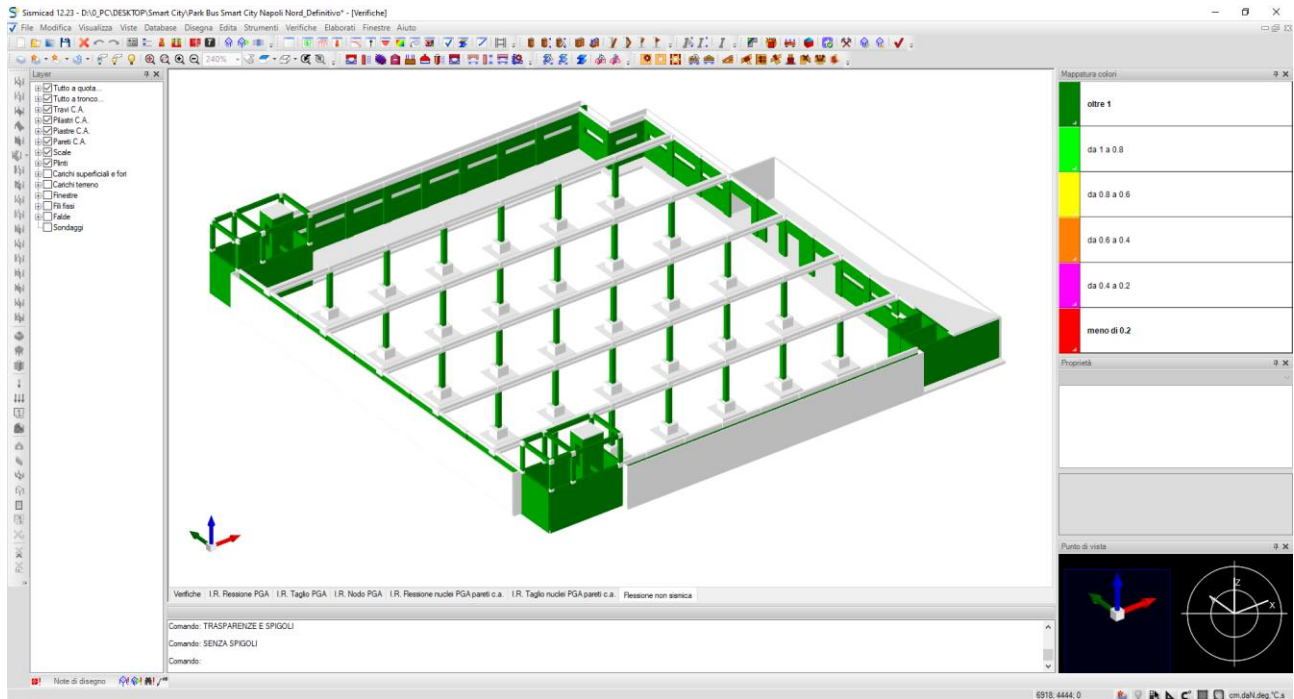 Sismicad 12.23 - D:\0_PC\DESKTOP\Smart City\Park Bus Smart City Napoli Nord_Definitivo* - [Verifiche]
File Modifica Visualizza Viste Database Disegna Edita Strumenti Verifiche Elaborati Finestre Aiuto
240%
Layer
Tutto a quota...
Tutto a tronco...
Travi C.A.
Pilastri C.A.
Piastre C.A.
Pareti C.A.
Scale
Plinti
Carichi superficiali e fori
Carichi terreno
Finestre
Fili fissi
Falde
Sondaggi
Mappatura colori
oltre 1
da 1 a 0.8
da 0.8 a 0.6
da 0.6 a 0.4
da 0.4 a 0.2
meno di 0.2
Proprietà
Punto di vista
Z
X
Verifiche I.R. Flessione PGA I.R. Taglio PGA I.R. Nodo PGA I.R. Flessione nuclei PGA pareti c.a. I.R. Taglio nuclei PGA pareti c.a. Flessione non sismica
Comando: TRASPARENZE E SPIGOLI
Comando: SENZA SPIGOLI
Comando:
Note di disegno
6918; 4444; 0
cm,daN,deg,°C,s